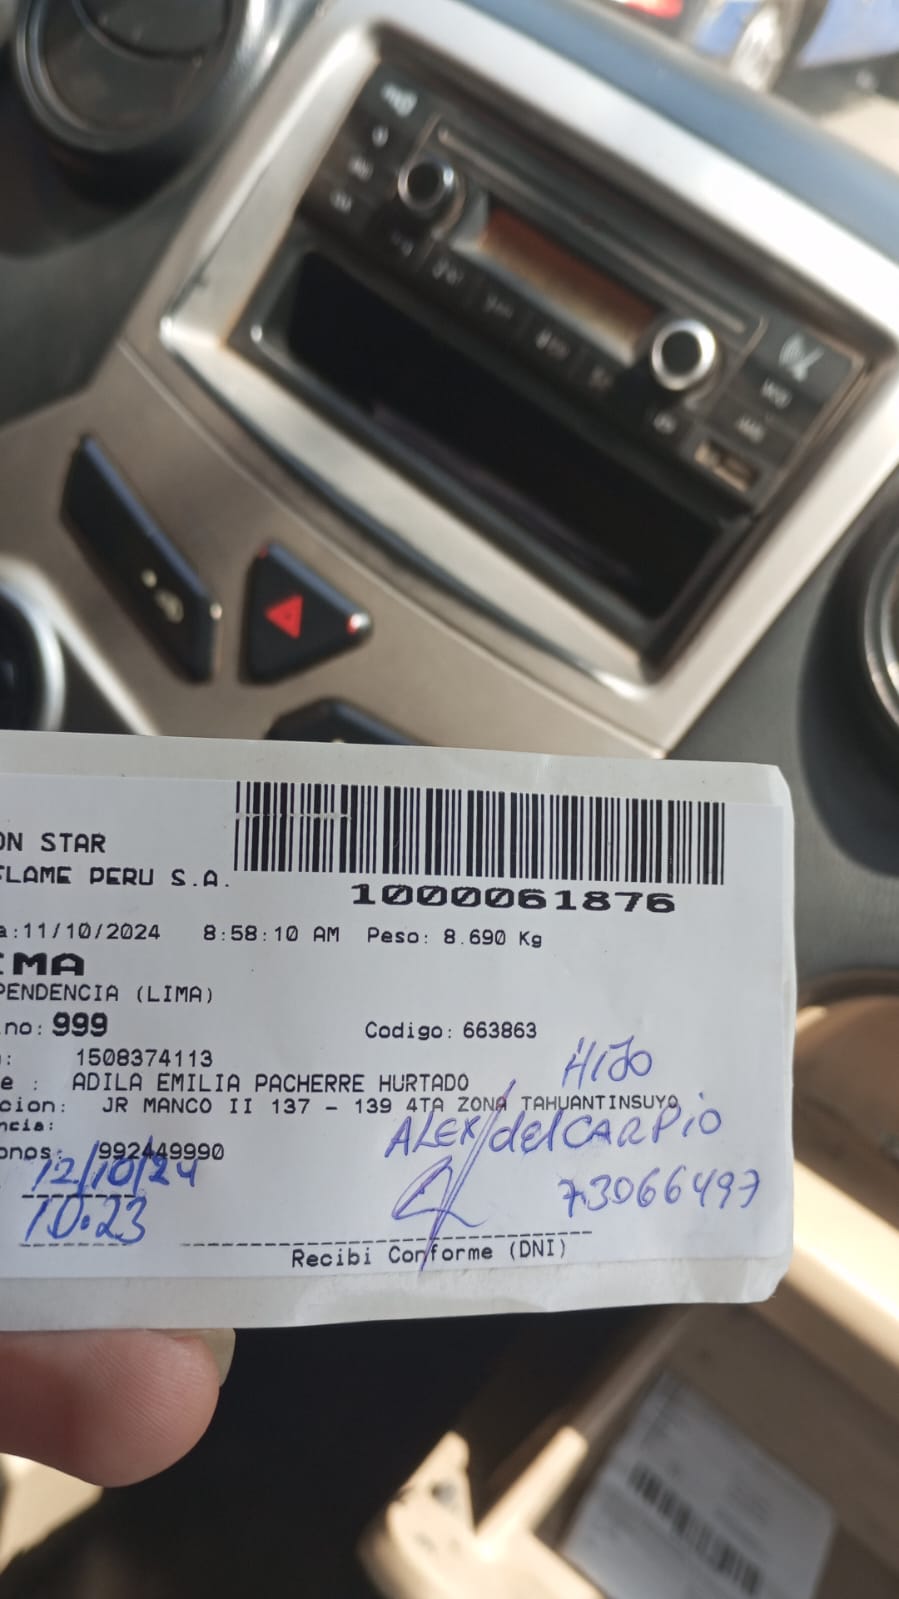 ON STAR
FLAME PERU S.A.
1000061876
a:11/10/2024 8:58:10 AM Peso: 8.690 Kg
IMA
PENDENCIA (LIMA)
no: 999 Codigo: 663863
: 1508374113
HIJO
e : ADILA EMILIA PACHERRE HURTADO
cion: JR MANCO II 137 - 139 4TA ZONA TAHUANTINSUYO
ncia:
ALEX del CARPIO
onos: 992449990
12/10/24
73066497
10:23
Recibi Conforme (DNI)